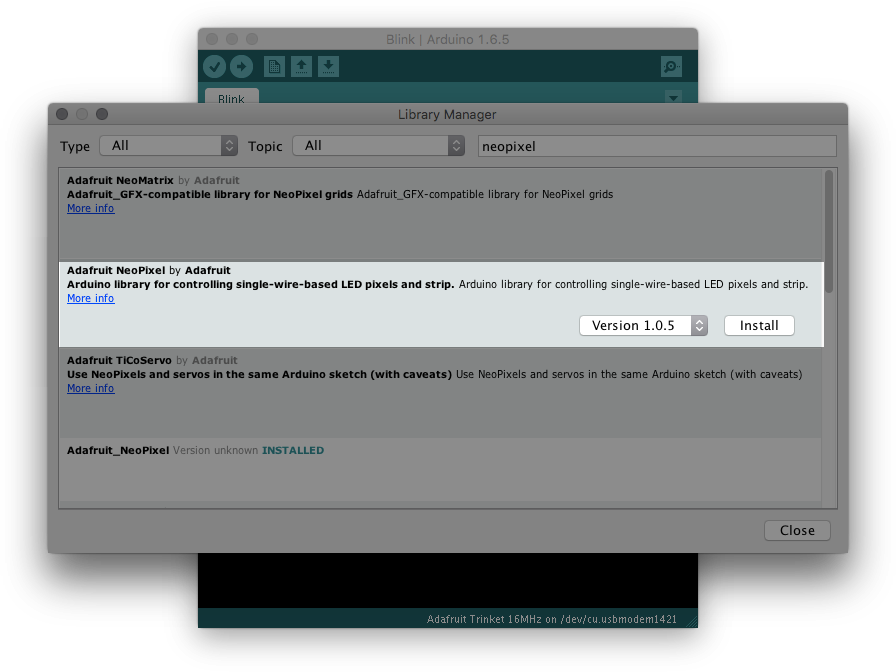 Blink | Arduino 1.6.5
Blink
Library Manager
Type All Topic All neopixel
Adafruit NeoMatrix by Adafruit
Adafruit_GFX-compatible library for NeoPixel grids Adafruit_GFX-compatible library for NeoPixel grids
More info
Adafruit NeoPixel by Adafruit
Arduino library for controlling single-wire-based LED pixels and strip. Arduino library for controlling single-wire-based LED pixels and strip.
More info
Version 1.0.5 Install
Adafruit TiCoServo by Adafruit
Use NeoPixels and servos in the same Arduino sketch (with caveats) Use NeoPixels and servos in the same Arduino sketch (with caveats)
More info
Adafruit_NeoPixel Version unknown INSTALLED
Close
Adafruit Trinket 16MHz on /dev/cu.usbmodem1421